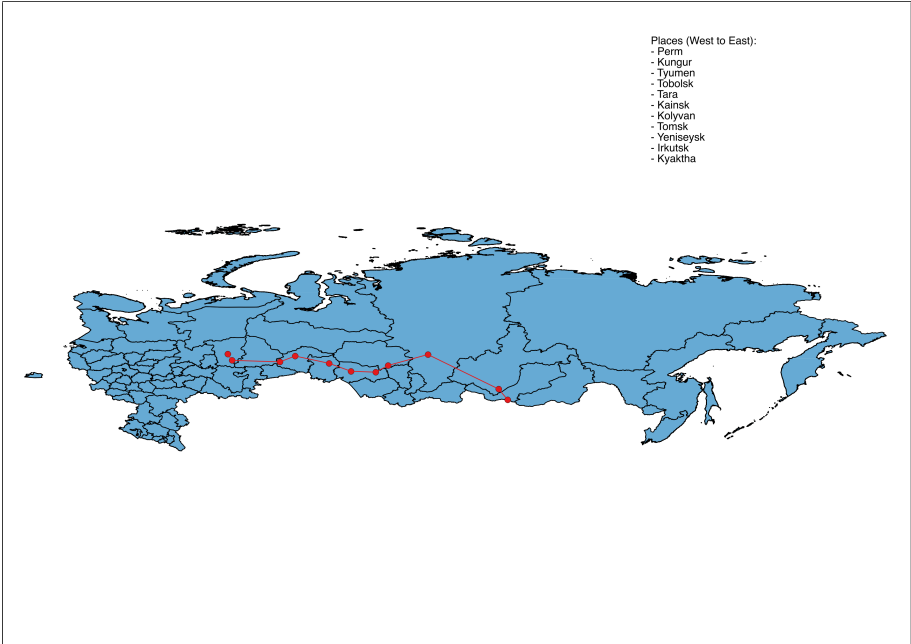 Places (West to East):
- Perm
- Kungur
- Tyumen
- Tobolsk
- Tara
- Kainsk
- Kolyvan
- Tomsk
- Yeniseysk
- Irkutsk
- Kyaktha